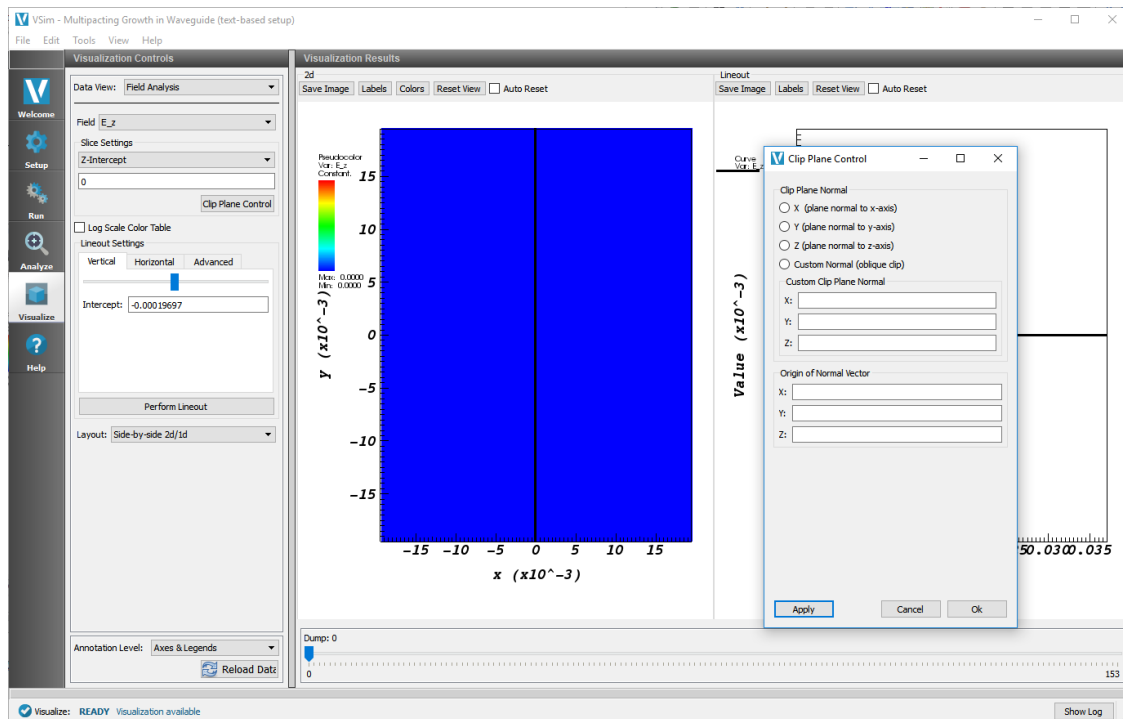 VSim - Multipacting Growth in Waveguide (text-based setup)
File Edit Tools View Help
Visualization Controls
Visualization Results
Welcome
Setup
Run
Analyze
Visualize
Help
Data View: Field Analysis
Field E_z
Slice Settings
Z-Intercept
0
Clip Plane Control
Log Scale Color Table
Lineout Settings
Vertical Horizontal Advanced
Intercept: -0.00019697
Perform Lineout
Layout: Side-by-side 2d/1d
Annotation Level: Axes & Legends
Reload Data
2d
Save Image Labels Colors Reset View Auto Reset
Pseudocolor
Var: E_z
Constant.
Max: 0.0000
Min: 0.0000
15
10
5
0
-5
-10
-15
y (x10^-3)
-15 -10 -5 0 5 10 15
x (x10^-3)
Lineout
Save Image Labels Reset View Auto Reset
Curve
Var: E_z
Value (x10^-3)
0.030 0.035
Clip Plane Control
Clip Plane Normal
X (plane normal to x-axis)
Y (plane normal to y-axis)
Z (plane normal to z-axis)
Custom Normal (oblique clip)
Custom Clip Plane Normal
X:
Y:
Z:
Origin of Normal Vector
X:
Y:
Z:
Apply Cancel Ok
Dump: 0
0 153
Visualize: READY Visualization available
Show Log